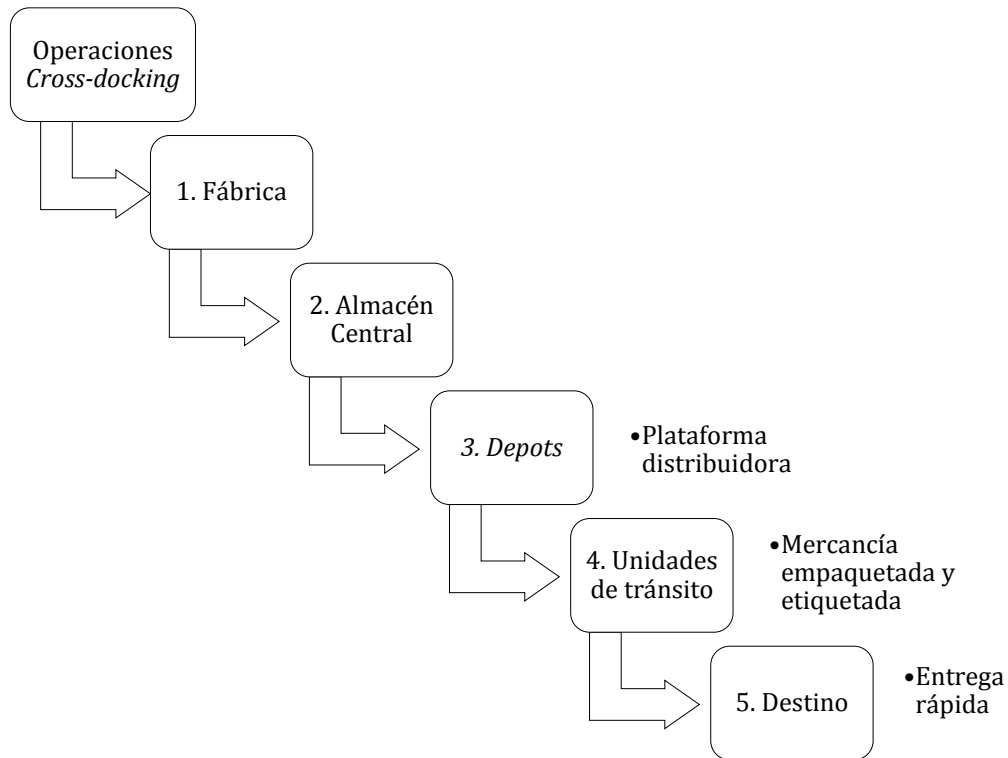 Operaciones
Cross-docking
1. Fábrica
2. Almacén
Central
3. Depots
•Plataforma
distribuidora
4. Unidades
de tránsito
•Mercancía
empaquetada y
etiquetada
5. Destino
•Entrega
rápida